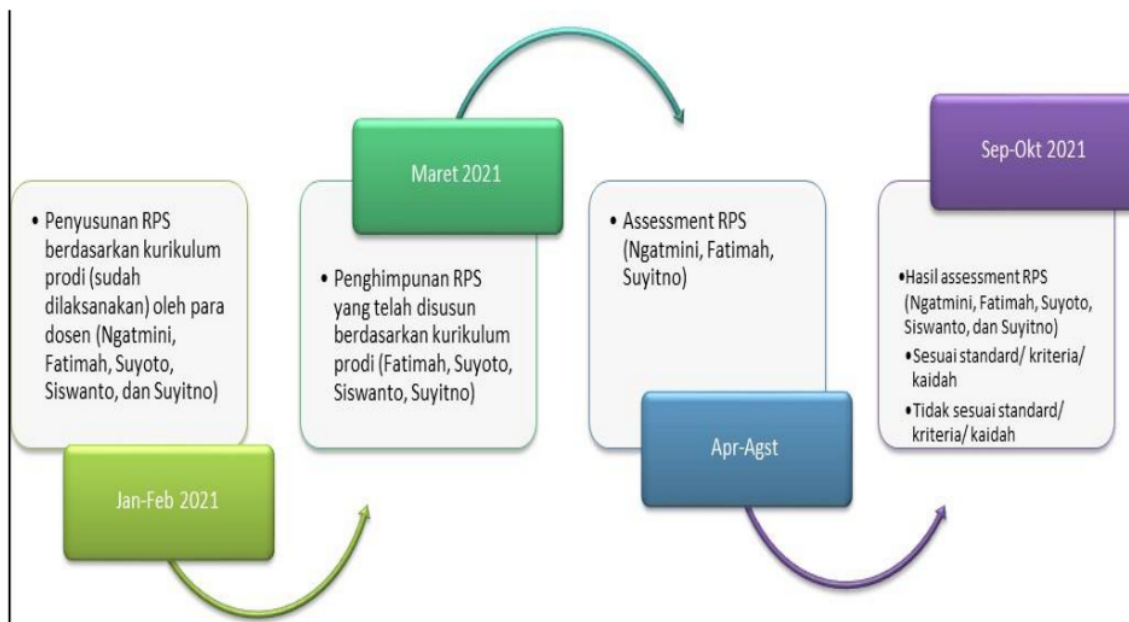 • Penyusunan RPS
berdasarkan kurikulum
prodi (sudah
dilaksanakan) oleh para
dosen (Ngatmini,
Fatimah, Suyoto,
Siswanto, dan Suyitno)
Jan-Feb 2021
Maret 2021
• Penghimpunan RPS
yang telah disusun
berdasarkan kurikulum
prodi (Fatimah, Suyoto,
Siswanto, Suyitno)
• Assessment RPS
(Ngatmini, Fatimah,
Suyitno)
Apr-Agst
Sep-Okt 2021
•Hasil assessment RPS
(Ngatmini, Fatimah, Suyoto,
Siswanto, dan Suyitno)
•Sesuai standard/ kriteria/
kaidah
•Tidak sesuai standard/
kriteria/ kaidah